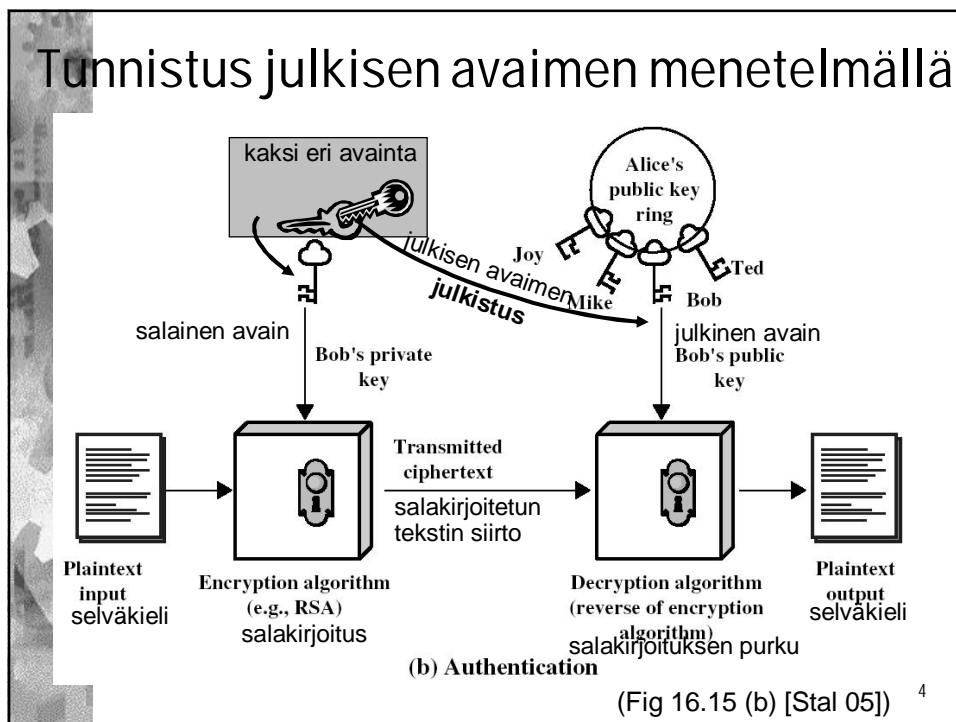 Tunnistus julkisen avaimen menetelmällä
kaksi eri avainta
Alice's
public key
ring
Joy
Mike
Bob
Ted
julkisen avaimen
julkistus
salainen avain
julkinen avain
Bob's private
key
Bob's public
key
Transmitted
ciphertext
salakirjoitetun
tekstin siirto
Plaintext
input
selväkieli
Encryption algorithm
(e.g., RSA)
salakirjoitus
Decryption algorithm
(reverse of encryption
algorithm)
salakirjoituksen purku
Plaintext
output
selväkieli
(b) Authentication
(Fig 16.15 (b) [Stal 05])
4